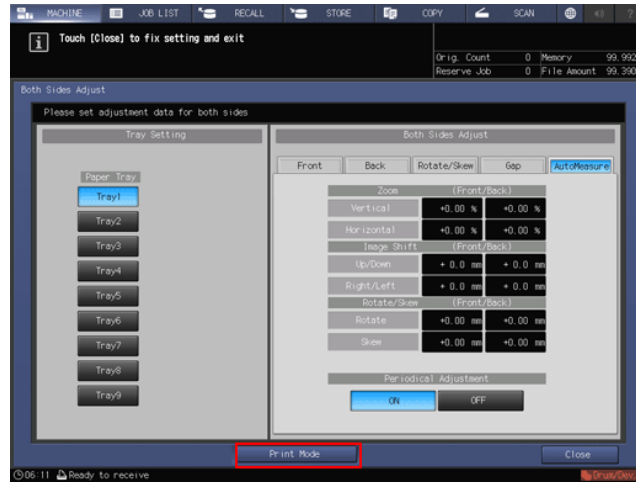 MACHINE JOB LIST RECALL STORE COPY SCAN
Touch [Close] to fix setting and exit
Orig. Count 0 Memory 99.992
Reserve Job 0 File Amount 99.390
Both Sides Adjust
Please set adjustment data for both sides
Tray Setting
Paper Tray
Tray1
Tray2
Tray3
Tray4
Tray5
Tray6
Tray7
Tray8
Tray9
Both Sides Adjust
Front Back Rotate/Skew Gap AutoMeasure
Zoom (Front/Back)
Vertical +0.00 % +0.00 %
Horizontal +0.00 % +0.00 %
Image Shift (Front/Back)
Up/Down + 0.0 mm + 0.0 mm
Right/Left + 0.0 mm + 0.0 mm
Rotate/Skew (Front/Back)
Rotate +0.00 mm +0.00 mm
Skew +0.00 mm +0.00 mm
Periodical Adjustment
ON OFF
Print Mode Close
06:11 Ready to receive Drum/Dev